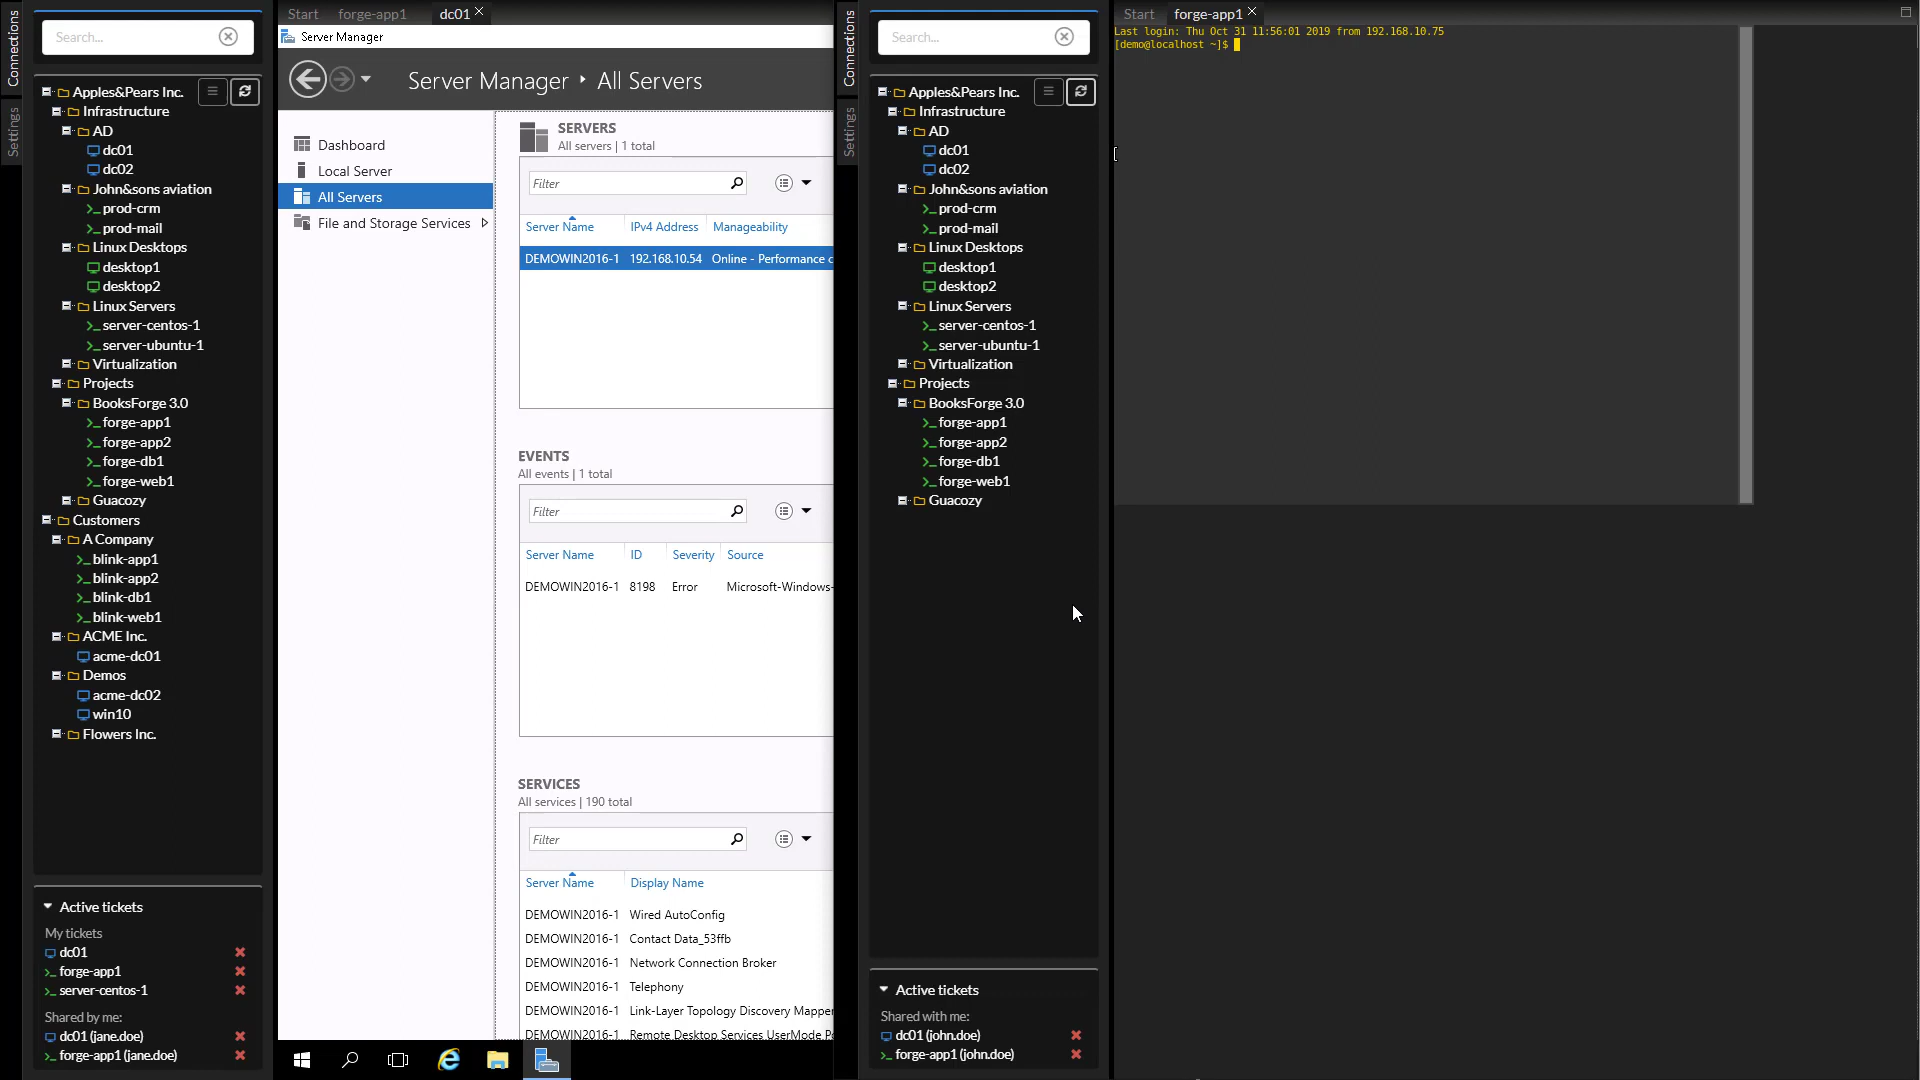 Connections
Settings
Search...
Apples&Pears Inc.
Infrastructure
AD
dc01
dc02
John&sons aviation
prod-crm
prod-mail
Linux Desktops
desktop1
desktop2
Linux Servers
server-centos-1
server-ubuntu-1
Virtualization
Projects
BooksForge 3.0
forge-app1
forge-app2
forge-db1
forge-web1
Guacozy
Customers
A Company
blink-app1
blink-app2
blink-db1
blink-web1
ACME Inc.
acme-dc01
Demos
acme-dc02
win10
Flowers Inc.
Active tickets
My tickets
dc01
forge-app1
server-centos-1
Shared by me:
dc01 (jane.doe)
forge-app1 (jane.doe)
Start forge-app1 dc01
Server Manager
Server Manager All Servers
Dashboard
Local Server
All Servers
File and Storage Services
SERVERS
All servers | 1 total
Filter
Server Name IPv4 Address Manageability
DEMOWIN2016-1 192.168.10.54 Online - Performance c
EVENTS
All events | 1 total
Filter
Server Name ID Severity Source
DEMOWIN2016-1 8198 Error Microsoft-Windows-
SERVICES
All services | 190 total
Filter
Server Name Display Name
DEMOWIN2016-1 Wired AutoConfig
DEMOWIN2016-1 Contact Data_53ffb
DEMOWIN2016-1 Network Connection Broker
DEMOWIN2016-1 Telephony
DEMOWIN2016-1 Link-Layer Topology Discovery Mapper
DEMOWIN2016-1 Remote Desktop Services UserMode
Connections
Settings
Search...
Apples&Pears Inc.
Infrastructure
AD
dc01
dc02
John&sons aviation
prod-crm
prod-mail
Linux Desktops
desktop1
desktop2
Linux Servers
server-centos-1
server-ubuntu-1
Virtualization
Projects
BooksForge 3.0
forge-app1
forge-app2
forge-db1
forge-web1
Guacozy
Active tickets
Shared with me:
dc01 (john.doe)
forge-app1 (john.doe)
Start forge-app1
Last login: Thu Oct 31 11:56:01 2019 from 192.168.10.75
[demo@localhost ~]$